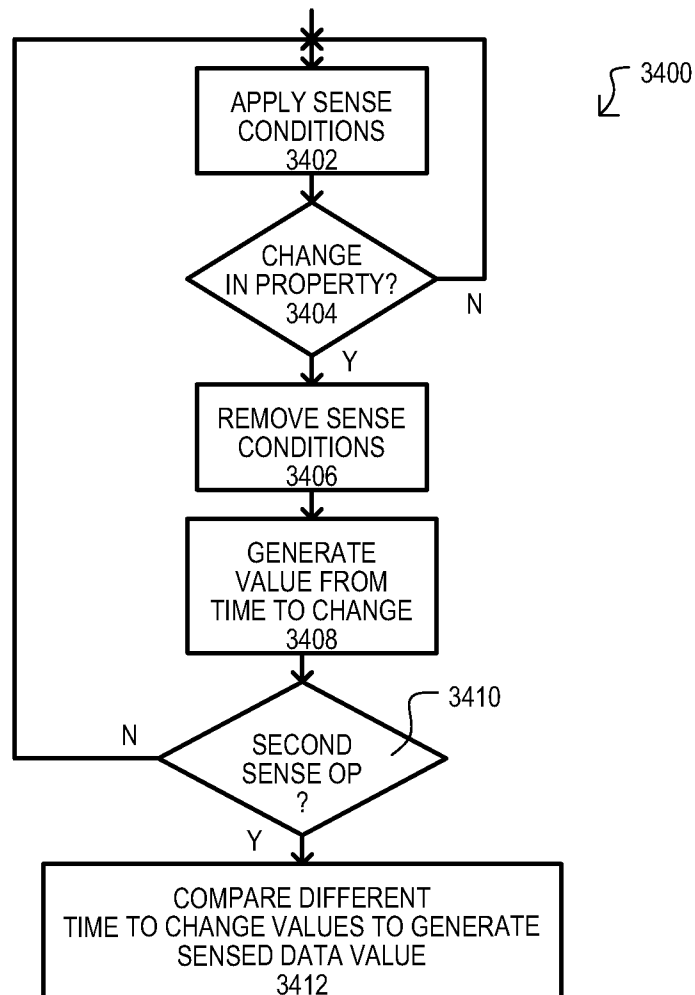 3400
APPLY SENSE
CONDITIONS
3402
CHANGE
IN PROPERTY?
3404
N
Y
REMOVE SENSE
CONDITIONS
3406
GENERATE
VALUE FROM
TIME TO CHANGE
3408
3410
N
SECOND
SENSE OP
?
Y
COMPARE DIFFERENT
TIME TO CHANGE VALUES TO GENERATE
SENSED DATA VALUE
3412